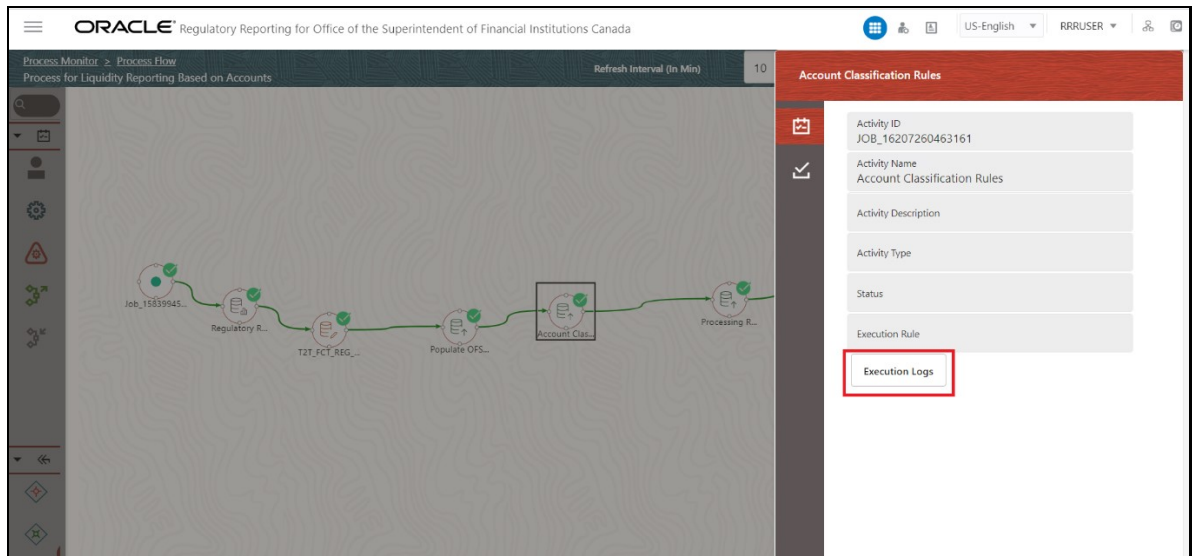 ORACLE® Regulatory Reporting for Office of the Superintendent of Financial Institutions Canada
US-English
RRRUSER
Process Monitor > Process Flow
Process for Liquidity Reporting Based on Accounts
Refresh Interval (In Min)
10
Account Classification Rules
Activity ID
JOB_16207260463161
Activity Name
Account Classification Rules
Activity Description
Activity Type
Status
Execution Rule
Execution Logs
Job_15839945...
Regulatory R...
T2T_FCT_REG_...
Populate OFS...
Account Clas...
Processing R...